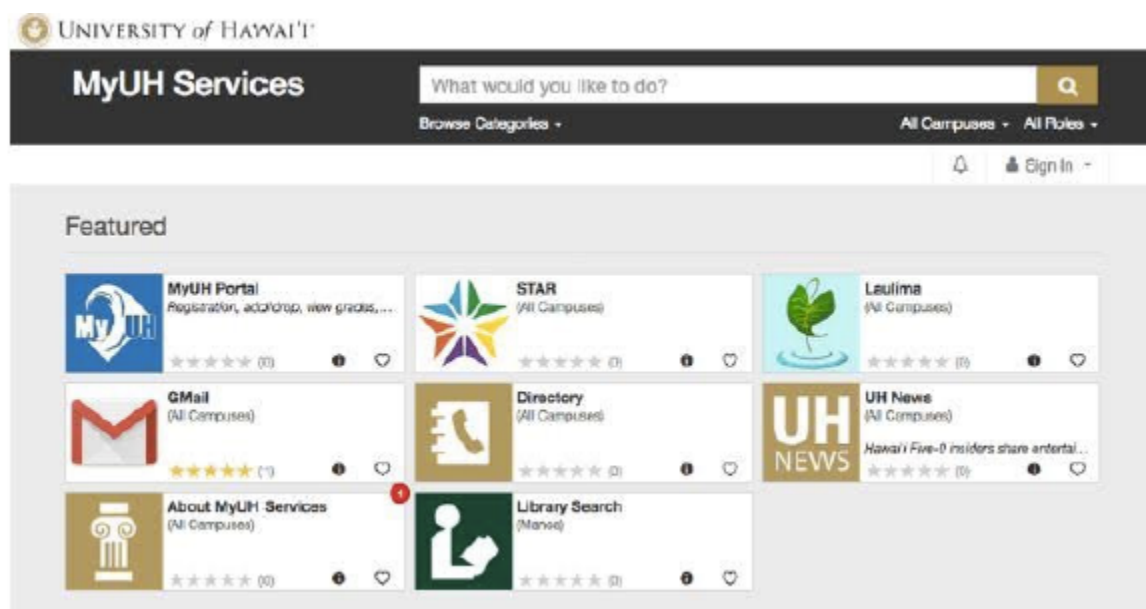 UNIVERSITY of HAWAIʻI®
MyUH Services
What would you like to do?
Browse Categories
All Campuses
All Roles
Sign In
Featured
MyUH Portal
Registration, add/drop, view grades,...
(0)
STAR
(All Campuses)
(0)
Laulima
(All Campuses)
(0)
My UH
GMail
(All Campuses)
(1)
Directory
(All Campuses)
(0)
UH
NEWS
UH News
(All Campuses)
Hawai'i Five-0 insiders share entertai...
(0)
About MyUH Services
(All Campuses)
(0)
Library Search
(Manoa)
(0)